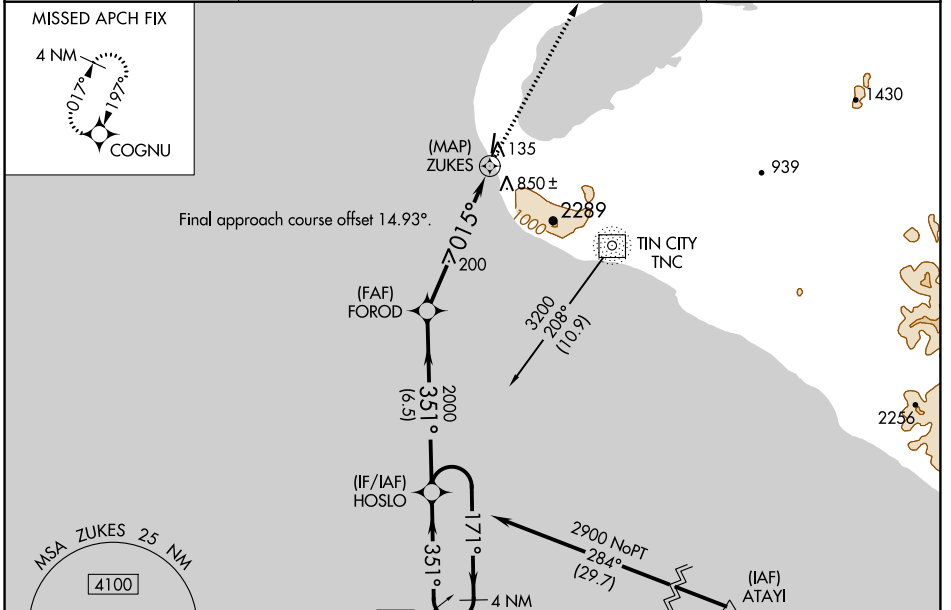 MISSED APCH FIX
4 NM
017°
197°
COGNU
1430
(MAP)
ZUKES
135
939
850±
1000
2289
Final approach course offset 14.93°.
015°
200
TIN CITY
TNC
(FAF)
FOROD
3200
208°
(10.9)
2000
351°
(6.5)
2256
(IF/IAF)
HOSLO
171°
351°
4 NM
2900 NoPT
284°
(29.7)
(IAF)
ATAYI
MSA ZUKES 25 NM
4100